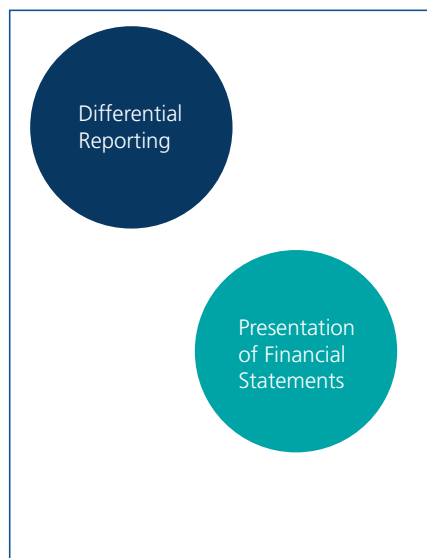 Differential
Reporting
Presentation
of Financial
Statements